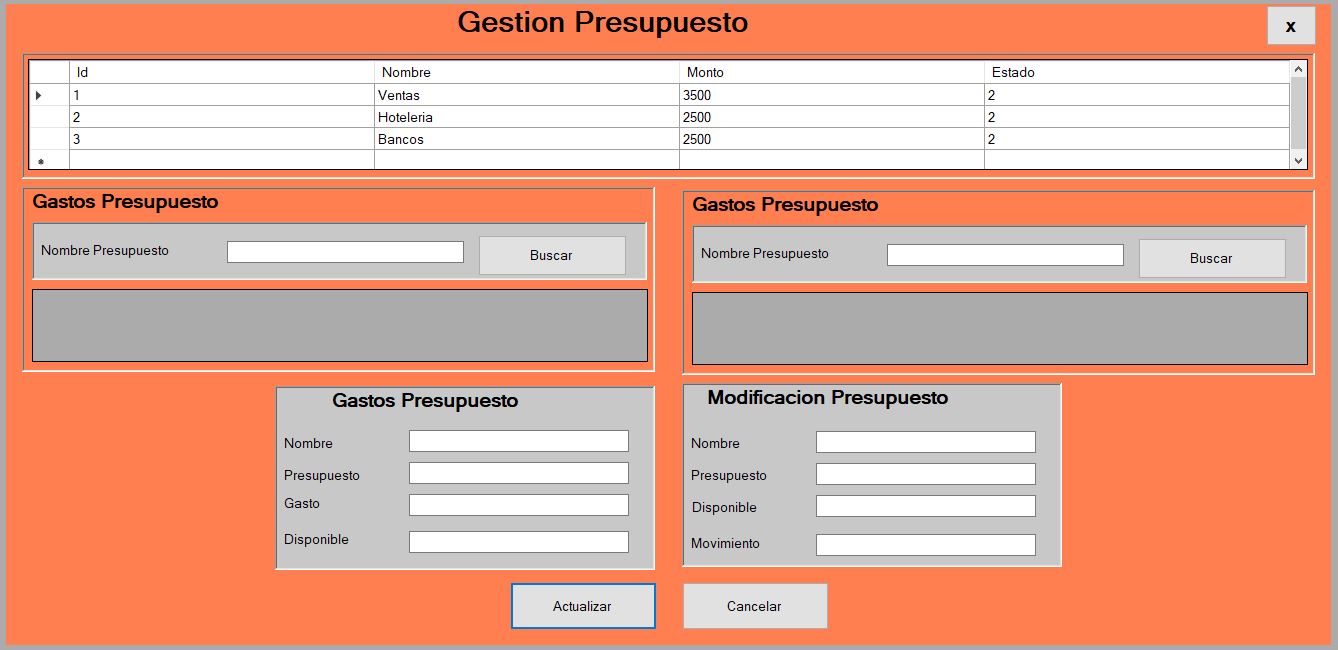 Gestion Presupuesto
x
Id Nombre Monto Estado
1 Ventas 3500 2
2 Hoteleria 2500 2
3 Bancos 2500 2
Gastos Presupuesto
Nombre Presupuesto Buscar
Gastos Presupuesto
Nombre Presupuesto Buscar
Gastos Presupuesto
Nombre
Presupuesto
Gasto
Disponible
Modificacion Presupuesto
Nombre
Presupuesto
Disponible
Movimiento
Actualizar Cancelar